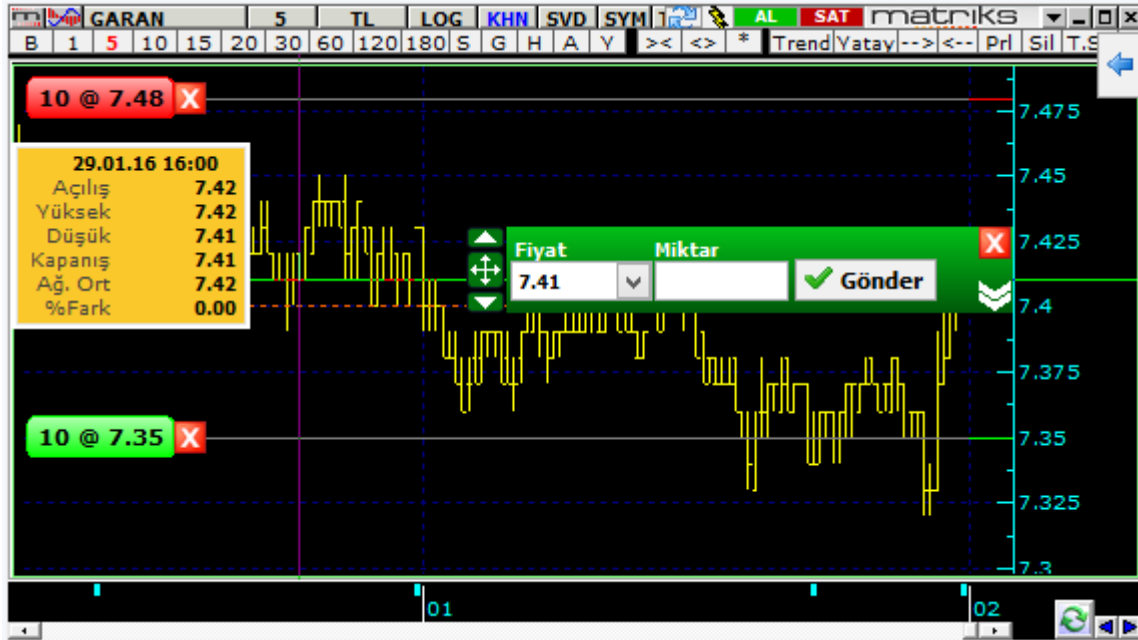 GARAN 5 TL LOG KHN SVD SYM AL SAT matriks
B 1 5 10 15 20 30 60 120 180 S G H A Y >< <> * Trend Yatay --> <-- Prl Sil T.S
10 @ 7.48 X
7.475
29.01.16 16:00
7.45
Açılış 7.42
Yüksek 7.42
Düşük 7.41
Kapanış 7.41
Ağ. Ort 7.42
%Fark 0.00
Fiyat Miktar X
7.425
7.41 Gönder
7.4
7.375
10 @ 7.35 X
7.35
7.325
7.3
01 02